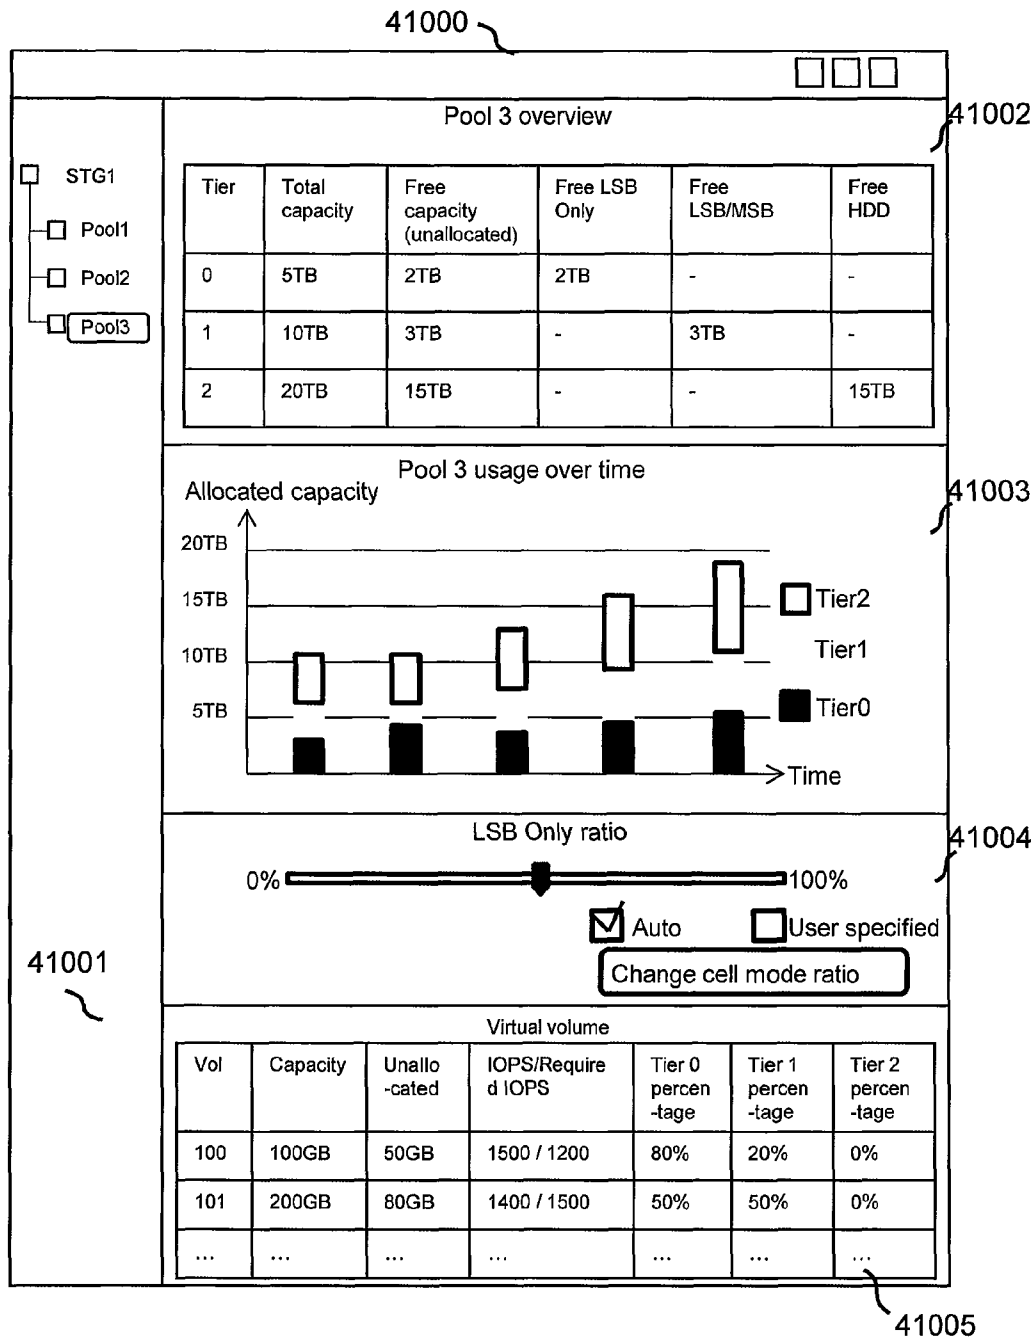 41000
41002
Pool 3 overview
STG1
Pool1
Pool2
Pool3
Tier Total capacity Free capacity (unallocated) Free LSB Only Free LSB/MSB Free HDD
0 5TB 2TB 2TB - -
1 10TB 3TB - 3TB -
2 20TB 15TB - - 15TB
41003
Pool 3 usage over time
Allocated capacity
20TB
15TB
10TB
5TB
Tier2
Tier1
Tier0
Time
41004
LSB Only ratio
0% 100%
Auto User specified
Change cell mode ratio
41001
Virtual volume
Vol Capacity Unallo-cated IOPS/Required IOPS Tier 0 percen-tage Tier 1 percen-tage Tier 2 percen-tage
100 100GB 50GB 1500 / 1200 80% 20% 0%
101 200GB 80GB 1400 / 1500 50% 50% 0%
... ... ... ... ... ... ...
41005